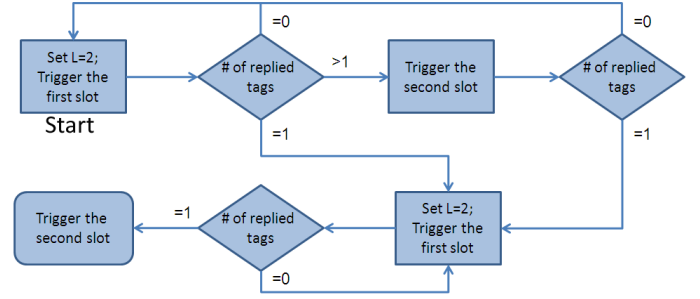 =0
=0
Set L=2;
Trigger the
first slot
# of replied
tags
>1
Trigger the
second slot
# of replied
tags
Start
=1
=1
Trigger the
second slot
=1
# of replied
tags
Set L=2;
Trigger the
first slot
=0